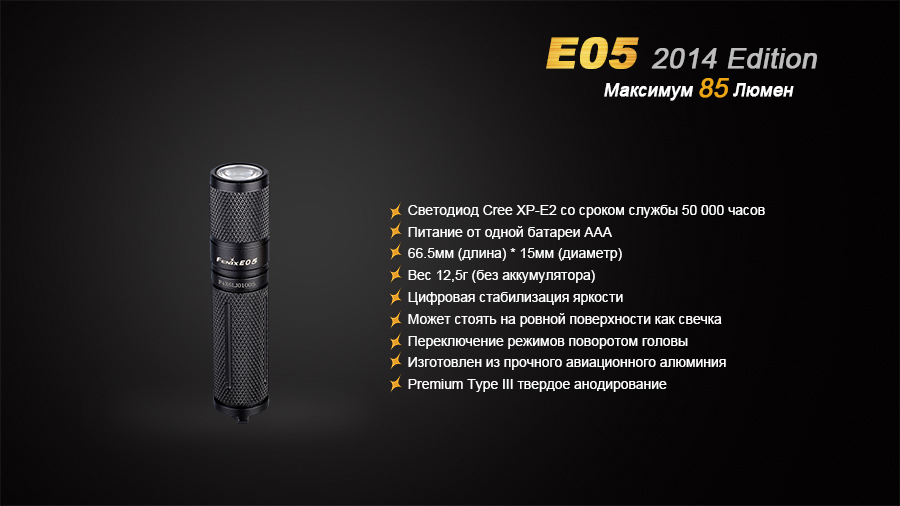 E05 2014 Edition
Максимум 85 Люмен
Светодиод Cree XP-E2 со сроком службы 50 000 часов
Питание от одной батареи ААА
66.5мм (длина) * 15мм (диаметр)
Вес 12,5г (без аккумулятора)
Цифровая стабилизация яркости
Может стоять на ровной поверхности как свечка
Переключение режимов поворотом головы
Изготовлен из прочного авиационного алюминия
Premium Type III твердое анодирование
FENIX E05